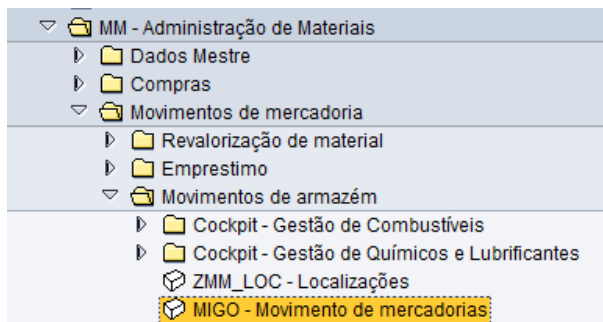 MM - Administração de Materiais
Dados Mestre
Compras
Movimentos de mercadoria
Revalorização de material
Emprestimo
Movimentos de armazém
Cockpit - Gestão de Combustíveis
Cockpit - Gestão de Químicos e Lubrificantes
ZMM_LOC - Localizações
MIGO - Movimento de mercadorias